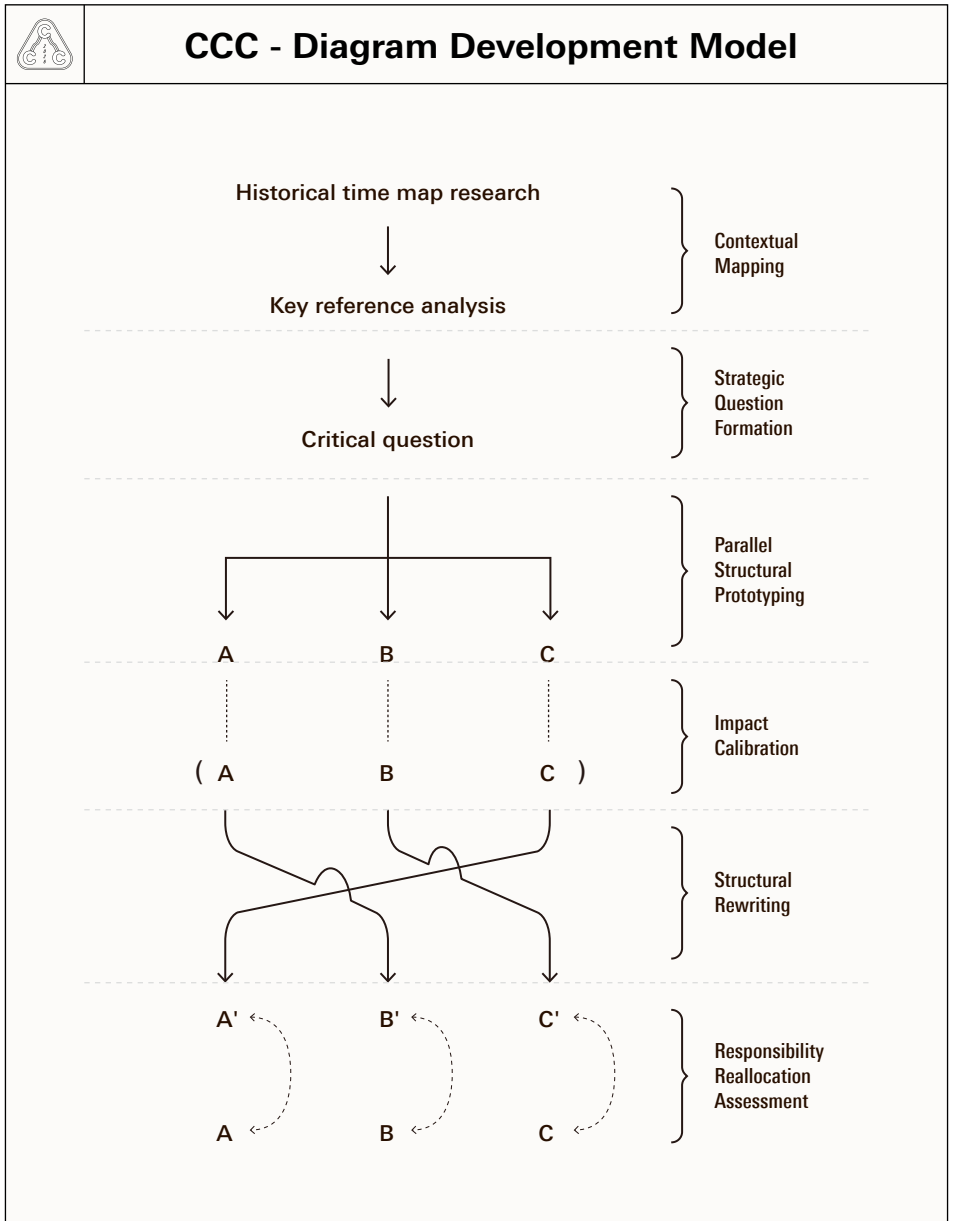 C
C C
2026
CCC - Diagram Development Model
Historical time map research
Key reference analysis
Contextual
Mapping
Critical question
Strategic
Question
Formation
A B C
Parallel
Structural
Prototyping
( A B C )
Impact
Calibration
Structural
Rewriting
A' B' C'
A B C
Responsibility
Reallocation
Assessment